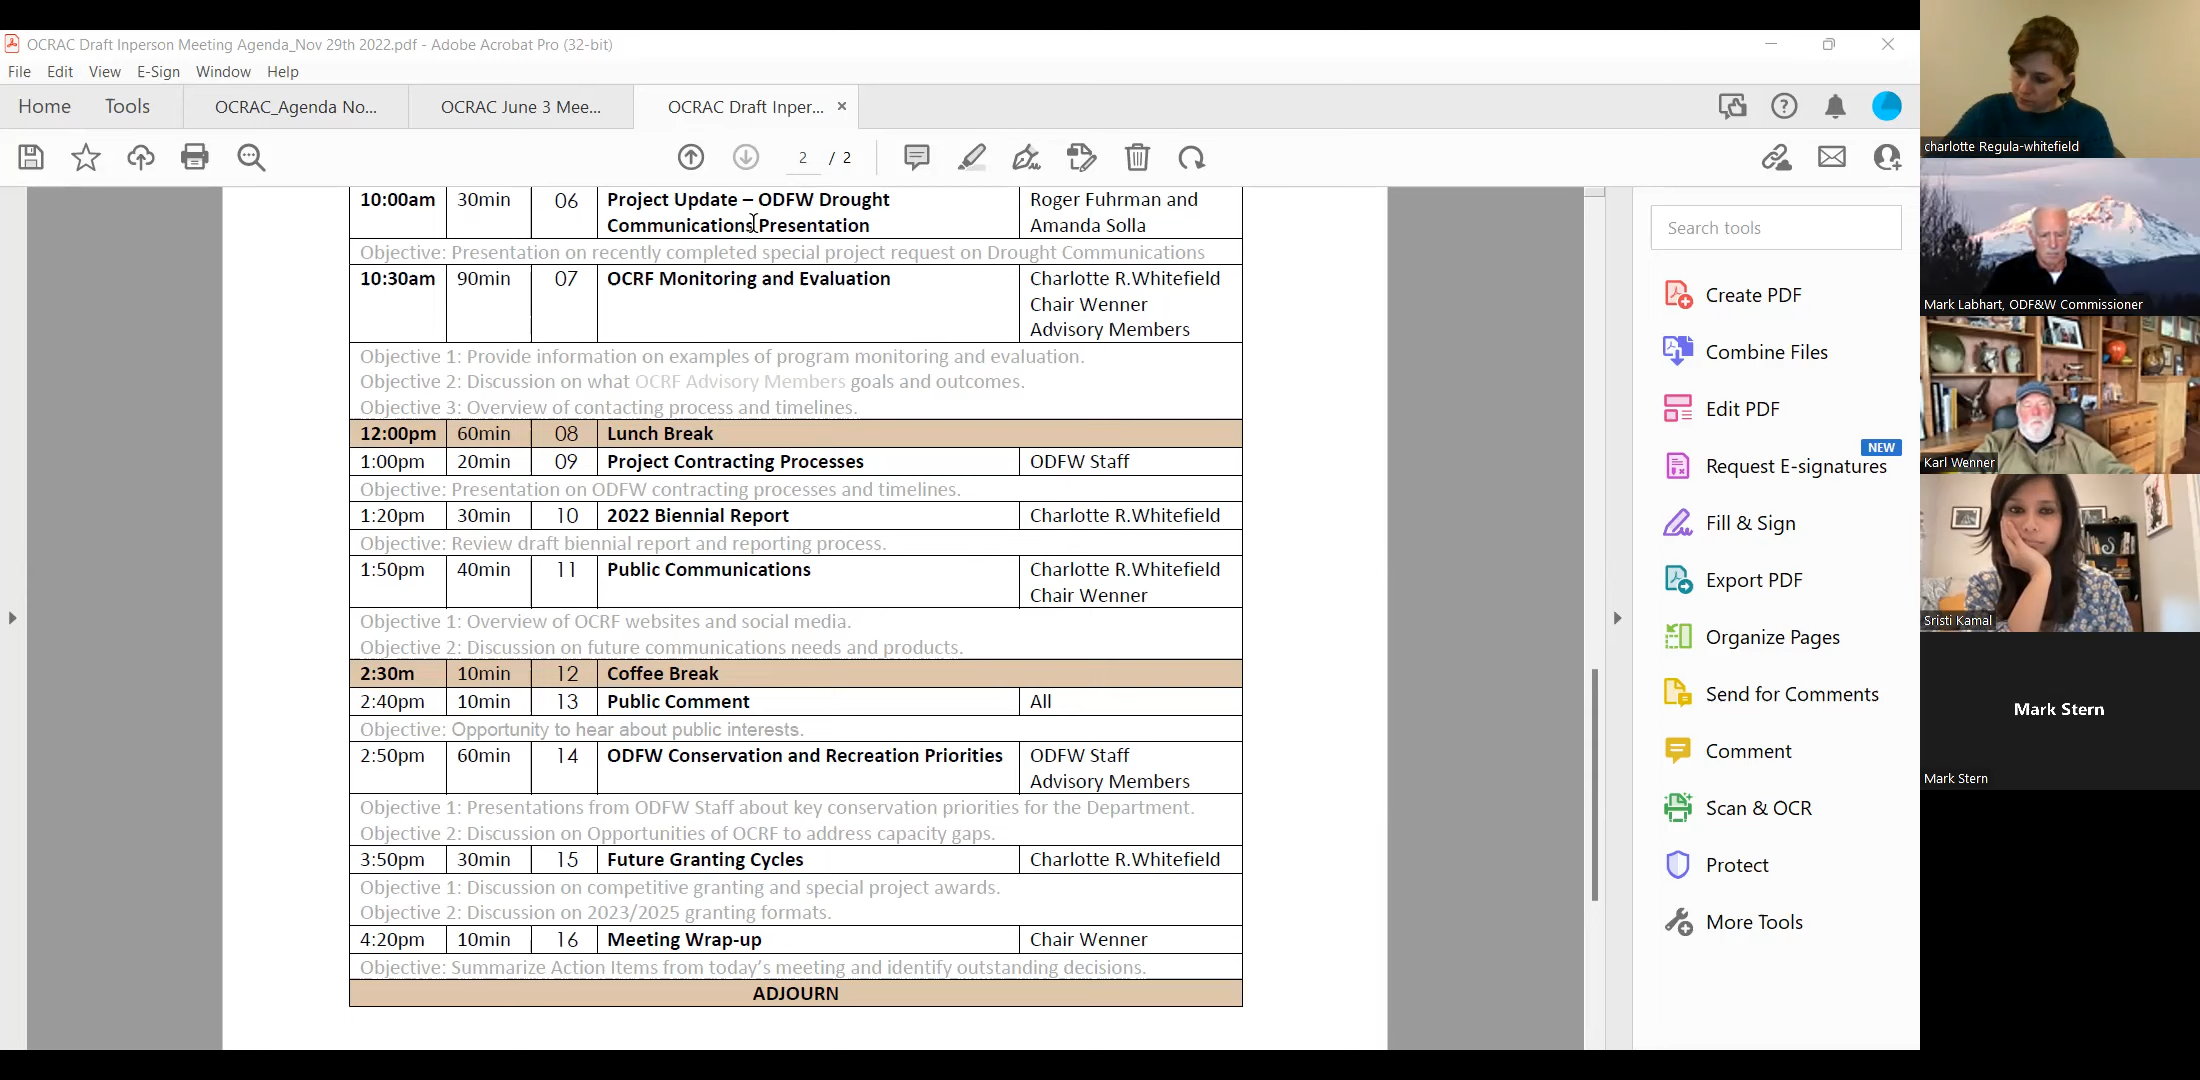 OCRAC Draft Inperson Meeting Agenda_Nov 29th 2022.pdf - Adobe Acrobat Pro (32-bit)
File Edit View E-Sign Window Help
Home Tools OCRAC_Agenda No... OCRAC June 3 Mee... OCRAC Draft Inper... ×
2 / 2
10:00am 30min 06 Project Update – ODFW Drought Roger Fuhrman and
Communications Presentation Amanda Solla
Objective: Presentation on recently completed special project request on Drought Communications
10:30am 90min 07 OCRF Monitoring and Evaluation Charlotte R.Whitefield
Chair Wenner
Advisory Members
Objective 1: Provide information on examples of program monitoring and evaluation.
Objective 2: Discussion on what OCRF Advisory Members goals and outcomes.
Objective 3: Overview of contacting process and timelines.
12:00pm 60min 08 Lunch Break
1:00pm 20min 09 Project Contracting Processes ODFW Staff
Objective: Presentation on ODFW contracting processes and timelines.
1:20pm 30min 10 2022 Biennial Report Charlotte R.Whitefield
Objective: Review draft biennial report and reporting process.
1:50pm 40min 11 Public Communications Charlotte R.Whitefield
Chair Wenner
Objective 1: Overview of OCRF websites and social media.
Objective 2: Discussion on future communications needs and products.
2:30m 10min 12 Coffee Break
2:40pm 10min 13 Public Comment All
Objective: Opportunity to hear about public interests.
2:50pm 60min 14 ODFW Conservation and Recreation Priorities ODFW Staff
Advisory Members
Objective 1: Presentations from ODFW Staff about key conservation priorities for the Department.
Objective 2: Discussion on Opportunities of OCRF to address capacity gaps.
3:50pm 30min 15 Future Granting Cycles Charlotte R.Whitefield
Objective 1: Discussion on competitive granting and special project awards.
Objective 2: Discussion on 2023/2025 granting formats.
4:20pm 10min 16 Meeting Wrap-up Chair Wenner
Objective: Summarize Action Items from today's meeting and identify outstanding decisions.
ADJOURN
Search tools
Create PDF
Combine Files
Edit PDF
NEW
Request E-signatures
Fill & Sign
Export PDF
Organize Pages
Send for Comments
Comment
Scan & OCR
Protect
More Tools
charlotte Regula-whitefield
Mark Labhart, ODF&W Commissioner
Karl Wenner
Sristi Kamal
Mark Stern
Mark Stern